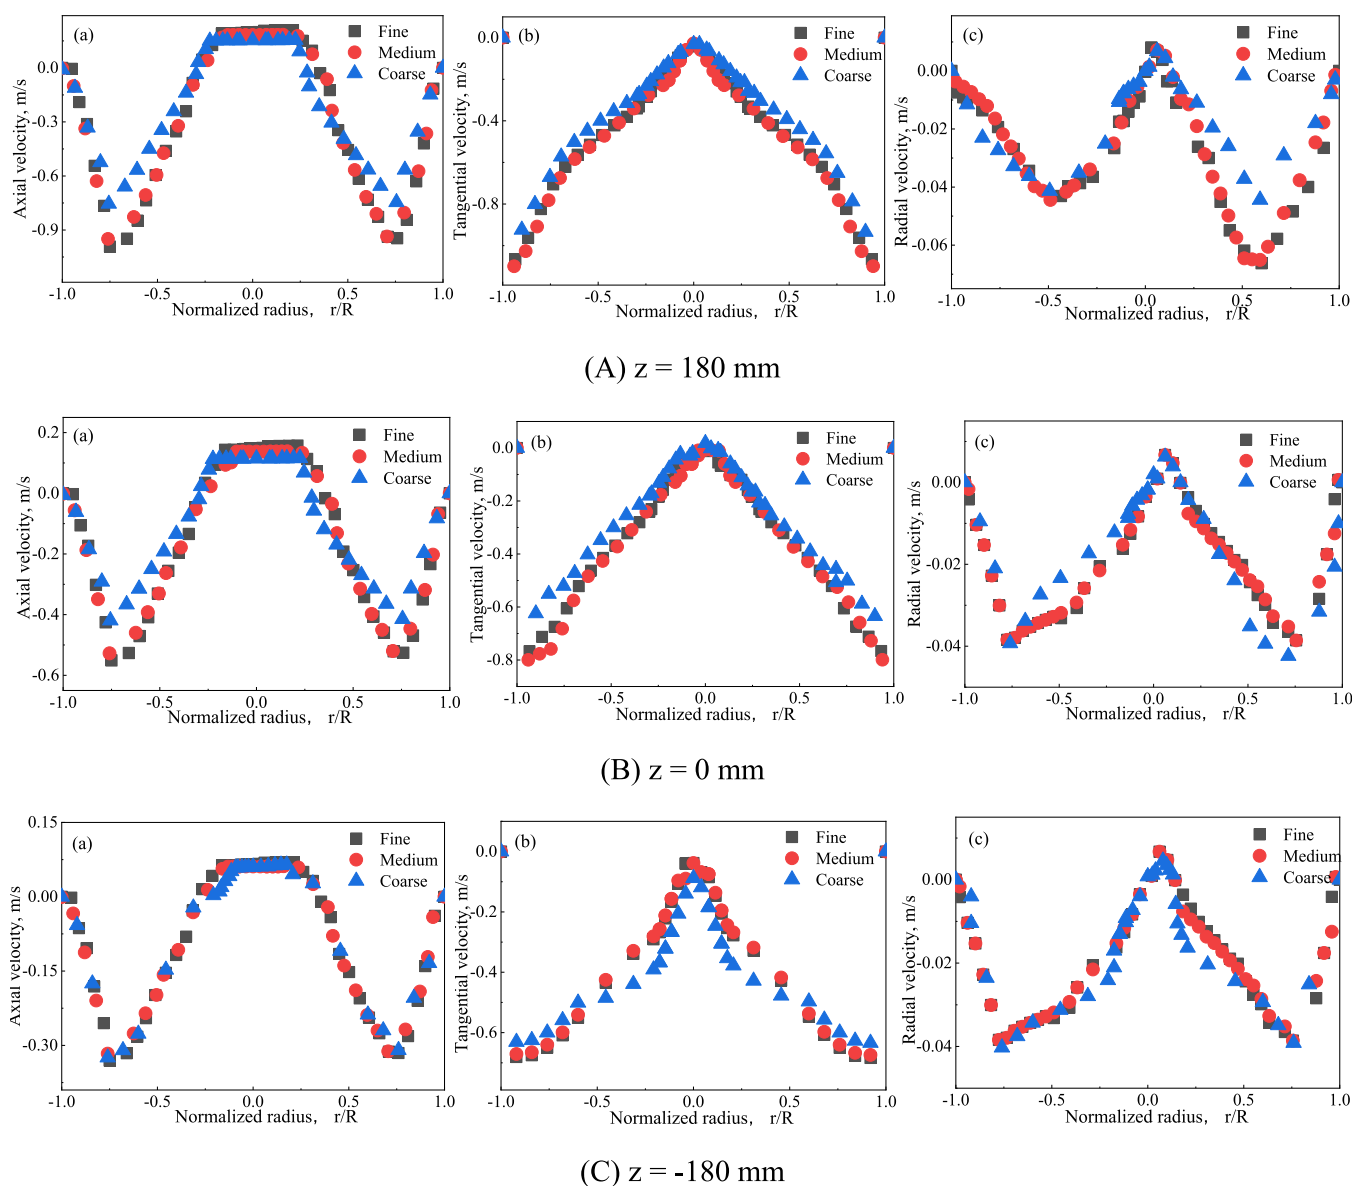 (a)
Fine
Medium
Coarse
0.0
-0.3
-0.6
-0.9
Axial velocity, m/s
-1.0
-0.5
0.0
0.5
1.0
Normalized radius, r/R
(b)
Fine
Medium
Coarse
0.0
-0.4
-0.8
Tangential velocity, m/s
-1.0
-0.5
0.0
0.5
1.0
Normalized radius, r/R
(c)
Fine
Medium
Coarse
0.00
-0.02
-0.04
-0.06
Radial velocity, m/s
-1.0
-0.5
0.0
0.5
1.0
Normalized radius, r/R
(A) z = 180 mm
(a)
Fine
Medium
Coarse
0.2
0.0
-0.2
-0.4
-0.6
Axial velocity, m/s
-1.0
-0.5
0.0
0.5
1.0
Normalized radius, r/R
(b)
Fine
Medium
Coarse
0.0
-0.2
-0.4
-0.6
-0.8
Tangential velocity, m/s
-1.0
-0.5
0.0
0.5
1.0
Normalized radius, r/R
(c)
Fine
Medium
Coarse
0.00
-0.02
-0.04
Radial velocity, m/s
-1.0
-0.5
0.0
0.5
1.0
Normalized radius, r/R
(B) z = 0 mm
(a)
Fine
Medium
Coarse
0.15
0.00
-0.15
-0.30
Axial velocity, m/s
-1.0
-0.5
0.0
0.5
1.0
Normalized radius, r/R
(b)
Fine
Medium
Coarse
0.0
-0.2
-0.4
-0.6
Tangential velocity, m/s
-1.0
-0.5
0.0
0.5
1.0
Normalized radius, r/R
(c)
Fine
Medium
Coarse
0.00
-0.02
-0.04
Radial velocity, m/s
-1.0
-0.5
0.0
0.5
1.0
Normalized radius, r/R
(C) z = -180 mm